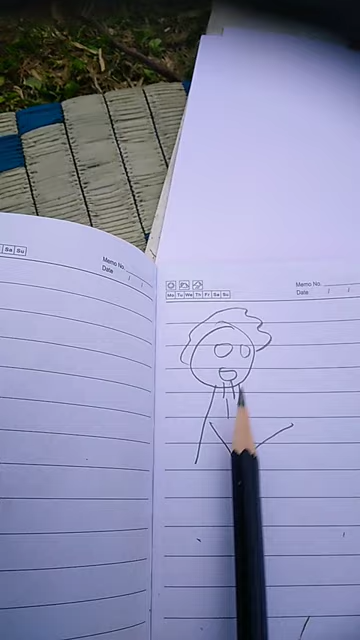 Sa Su
Memo No.
Date / /
Memo No.
Mo Tu We Th Fr Sa Su
Date / /